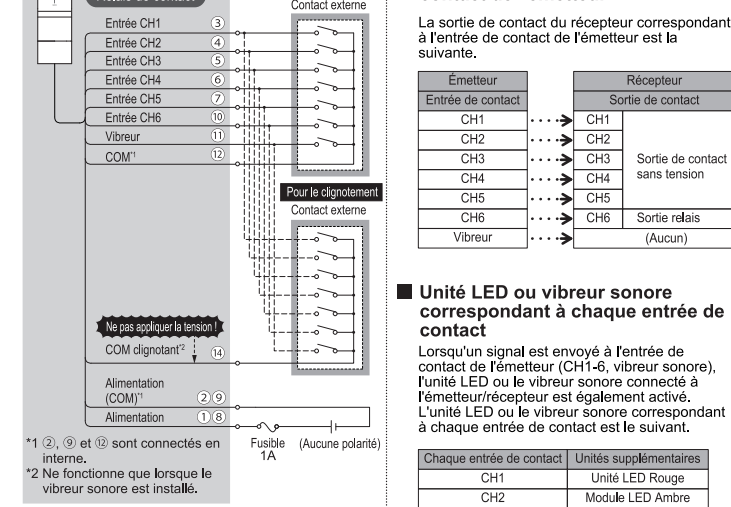 Contact externe
Entrée CH1 ③
Entrée CH2 ④
Entrée CH3 ⑤
Entrée CH4 ⑥
Entrée CH5 ⑦
Entrée CH6 ⑩
Vibreur ⑪
COM*1 ⑫
Pour le clignotement
Contact externe
Ne pas appliquer la tension !
COM clignotant*2 ⑭
Alimentation
(COM)*1 ②⑨
Alimentation ①⑧
Fusible
1A
(Aucune polarité)
*1 ②, ⑨ et ⑫ sont connectés en
interne.
*2 Ne fonctionne que lorsque le
vibreur sonore est installé.
La sortie de contact du récepteur correspondant
à l'entrée de contact de l'émetteur est la
suivante.
Émetteur Récepteur
Entrée de contact Sortie de contact
CH1 CH1
CH2 CH2
CH3 CH3 Sortie de contact
CH4 CH4 sans tension
CH5 CH5
CH6 CH6 Sortie relais
Vibreur (Aucun)
■ Unité LED ou vibreur sonore
correspondant à chaque entrée de
contact
Lorsqu'un signal est envoyé à l'entrée de
contact de l'émetteur (CH1-6, vibreur sonore),
l'unité LED ou le vibreur sonore connecté à
l'émetteur/récepteur est également activé.
L'unité LED ou le vibreur sonore correspondant
à chaque entrée de contact est le suivant.
Chaque entrée de contact Unités supplémentaires
CH1 Unité LED Rouge
CH2 Module LED Ambre